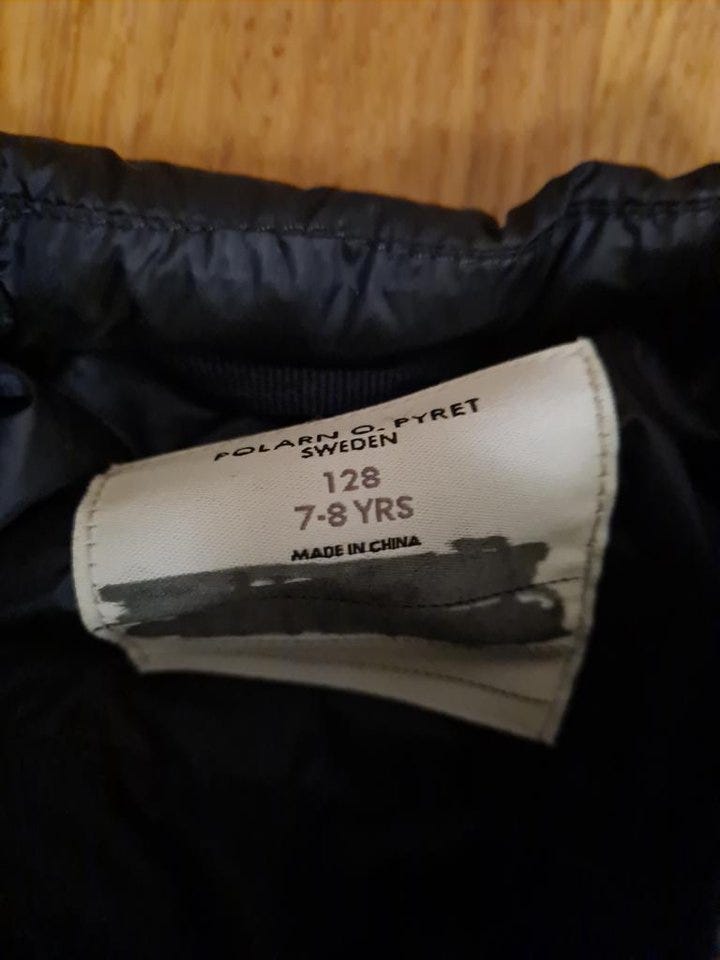 POLARN O. PYRET
SWEDEN
128
7-8 YRS
MADE IN CHINA